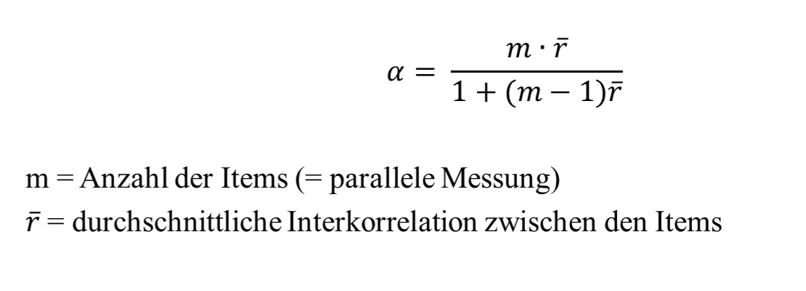 α = m · r̄ / 1 + (m − 1)r̄
m = Anzahl der Items (= parallele Messung)
r̄ = durchschnittliche Interkorrelation zwischen den Items